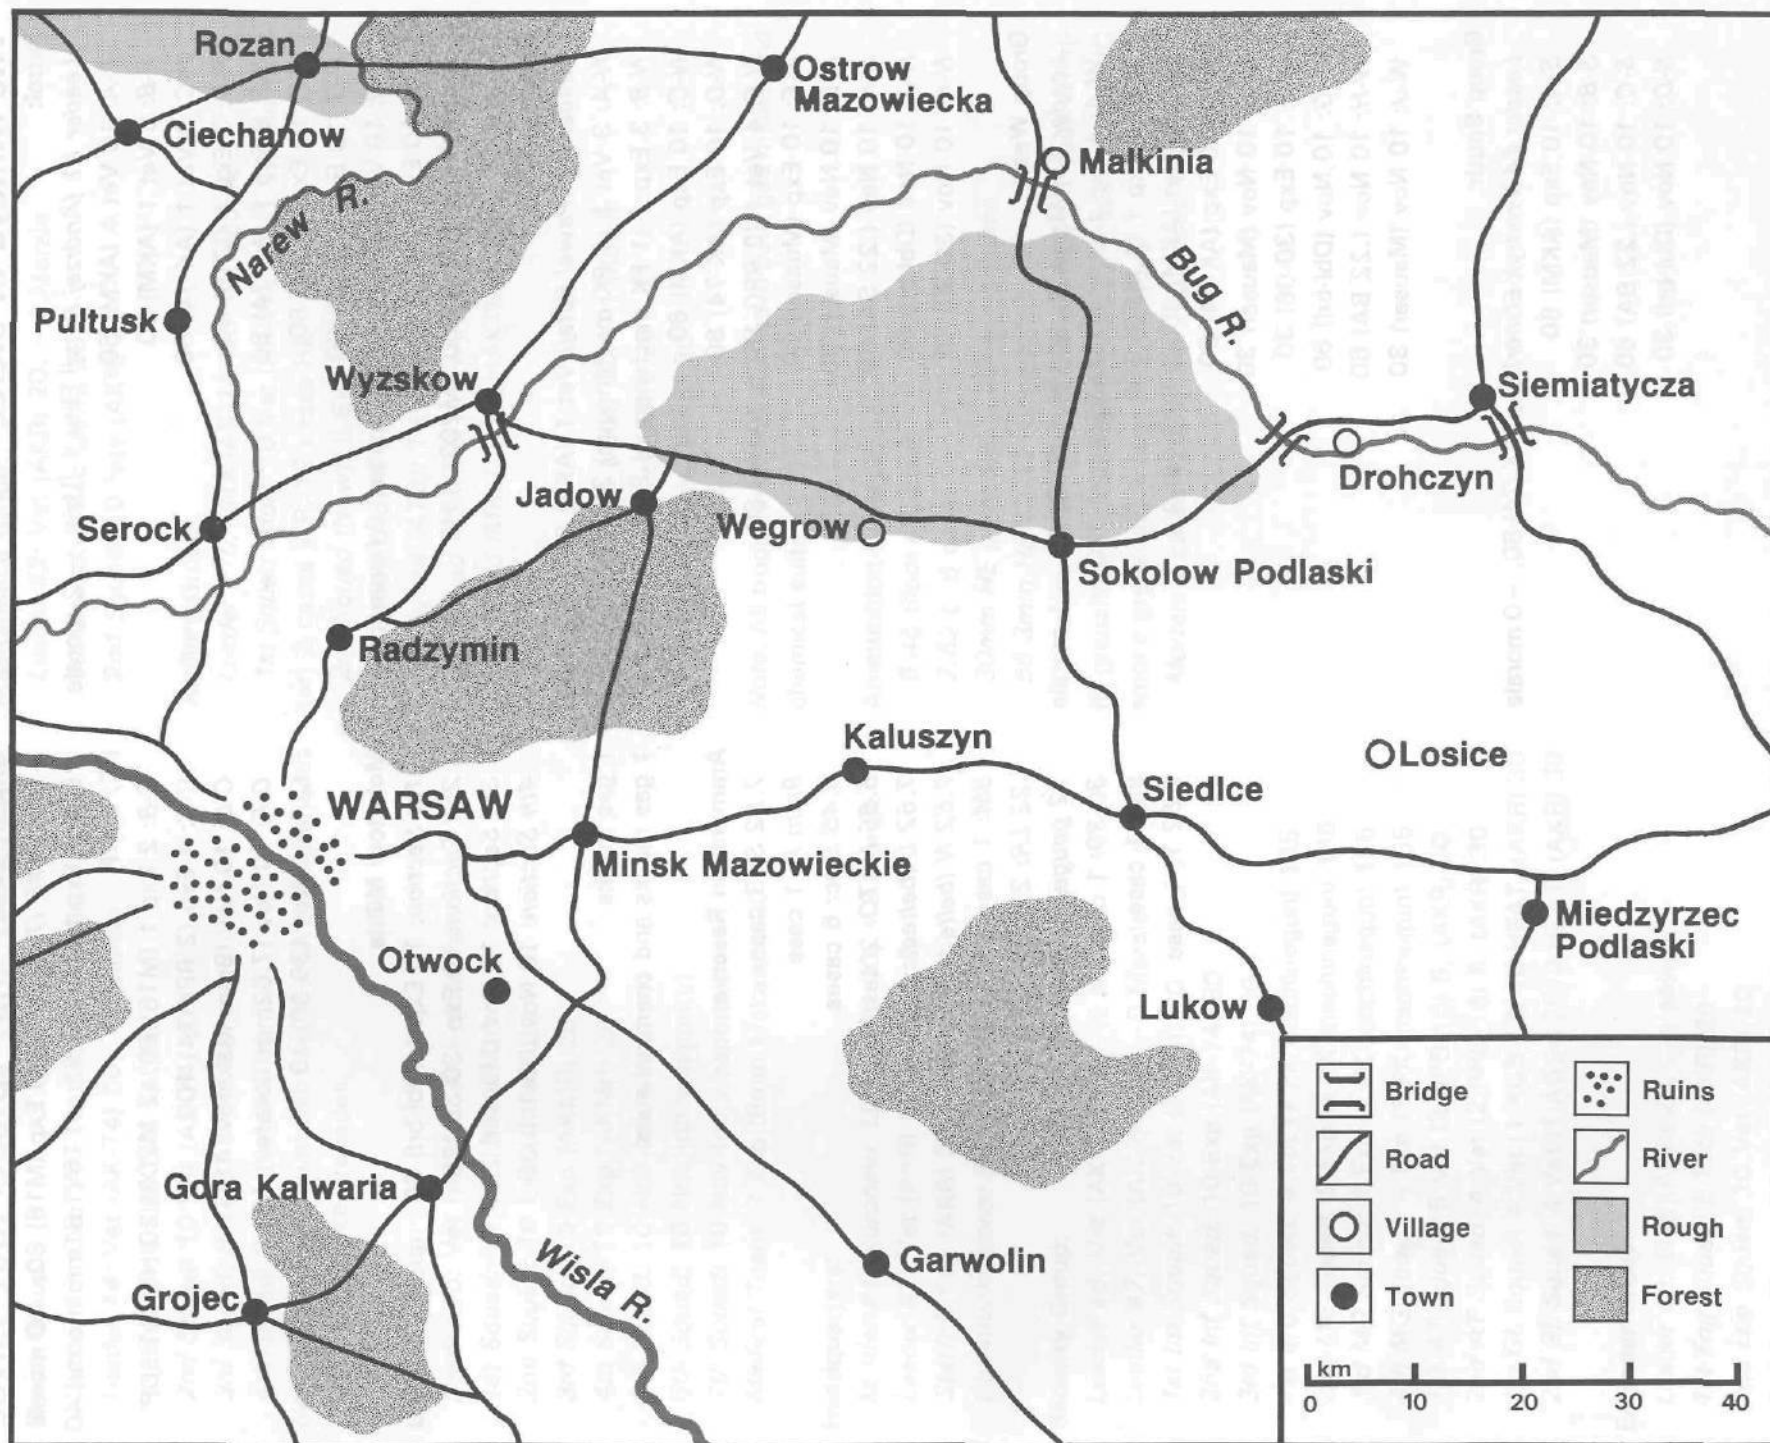 Rozan
Ostrow
Mazowiecka
Ciechanow
Malkinia
Narew R.
Bug R.
Pultusk
Wyzskow
Siemiatycza
Jadow
Drohczyn
Serock
Wegrow
Sokolow Podlaski
Radzymin
Kaluszyn
Losice
WARSAW
Siedlce
Minsk Mazowieckie
Miedzyrzec
Podlaski
Otwock
Lukow
Gora Kalwaria
Garwolin
Wisla R.
Grojec
Bridge
Ruins
Road
River
Village
Rough
Town
Forest
km
0 10 20 30 40